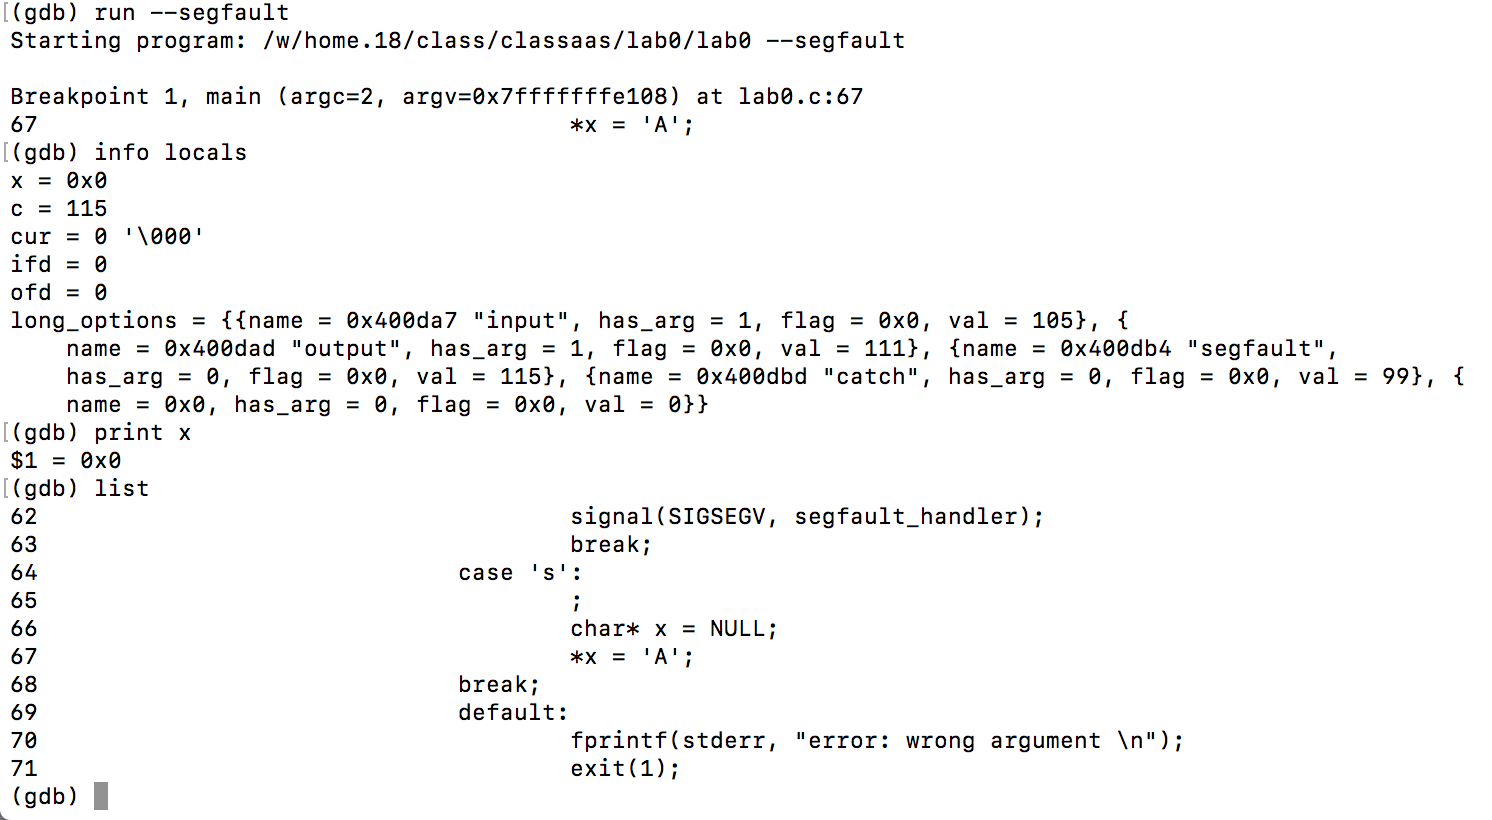 (gdb) run --segfault
Starting program: /w/home.18/class/classaas/lab0/lab0 --segfault
Breakpoint 1, main (argc=2, argv=0x7fffffffe108) at lab0.c:67
67 *x = 'A';
(gdb) info locals
x = 0x0
c = 115
cur = 0 '\000'
ifd = 0
ofd = 0
long_options = {{name = 0x400da7 "input", has_arg = 1, flag = 0x0, val = 105}, {
name = 0x400dad "output", has_arg = 1, flag = 0x0, val = 111}, {name = 0x400db4 "segfault",
has_arg = 0, flag = 0x0, val = 115}, {name = 0x400dbd "catch", has_arg = 0, flag = 0x0, val = 99}, {
name = 0x0, has_arg = 0, flag = 0x0, val = 0}}
(gdb) print x
$1 = 0x0
(gdb) list
62 signal(SIGSEGV, segfault_handler);
63 break;
64 case 's':
65 ;
66 char* x = NULL;
67 *x = 'A';
68 break;
69 default:
70 fprintf(stderr, "error: wrong argument \n");
71 exit(1);
(gdb)